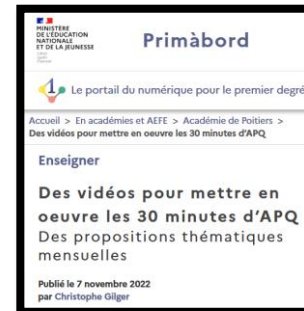 MINISTÈRE
DE L'ÉDUCATION
NATIONALE
ET DE LA JEUNESSE
Primàbord
Le portail du numérique pour le premier degré
Accueil > En académies et AEFE > Académie de Poitiers >
Des vidéos pour mettre en oeuvre les 30 minutes d'APQ
Enseigner
Des vidéos pour mettre en
oeuvre les 30 minutes d'APQ
Des propositions thématiques
mensuelles
Publié le 7 novembre 2022
par Christophe Gilger